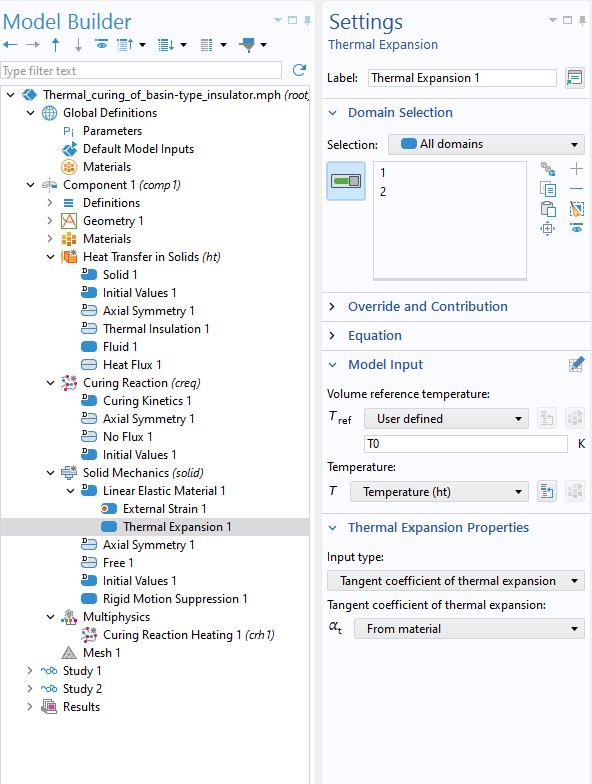 Model Builder
Type filter text
Thermal_curing_of_basin-type_insulator.mph (root)
Global Definitions
Pi Parameters
Default Model Inputs
Materials
Component 1 (comp1)
Definitions
Geometry 1
Materials
Heat Transfer in Solids (ht)
D Solid 1
D Initial Values 1
D Axial Symmetry 1
D Thermal Insulation 1
Fluid 1
Heat Flux 1
Curing Reaction (creq)
D Curing Kinetics 1
D Axial Symmetry 1
D No Flux 1
D Initial Values 1
Solid Mechanics (solid)
D Linear Elastic Material 1
External Strain 1
Thermal Expansion 1
D Axial Symmetry 1
D Free 1
D Initial Values 1
Rigid Motion Suppression 1
Multiphysics
Curing Reaction Heating 1 (crh1)
Mesh 1
Study 1
Study 2
Results
Settings
Thermal Expansion
Label: Thermal Expansion 1
Domain Selection
Selection: All domains
1
2
Override and Contribution
Equation
Model Input
Volume reference temperature:
Tref User defined
T0 K
Temperature:
T Temperature (ht)
Thermal Expansion Properties
Input type:
Tangent coefficient of thermal expansion
Tangent coefficient of thermal expansion:
αt From material